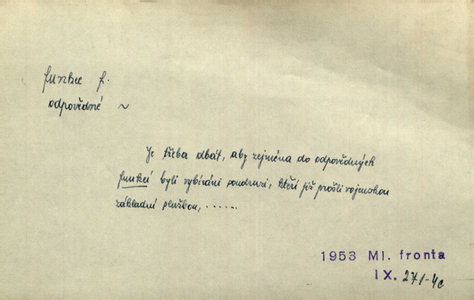 funkce f.
odpovědné ~
Je třeba dbát, aby zejména do odpovědných
funkcí byli vybíráni soudruzi, kteří již prošli vojenskou
základní službou, ......
1953 Ml. fronta
IX. 271-4c